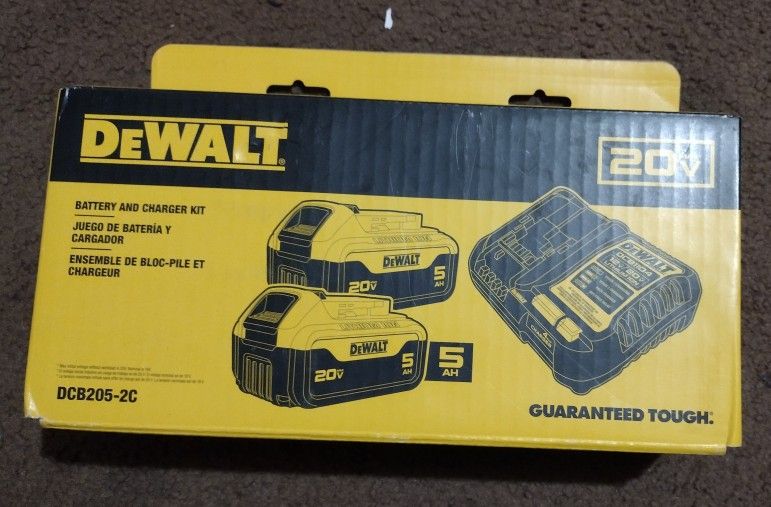 DEWALT®
20V
BATTERY AND CHARGER KIT
JUEGO DE BATERÍA Y
CARGADOR
ENSEMBLE DE BLOC-PILE ET
CHARGEUR
DEWALT
5
AH
20V
DEWALT
20V
5
AH
5
AH
DEWALT
DCB205-2C
GUARANTEED TOUGH.®